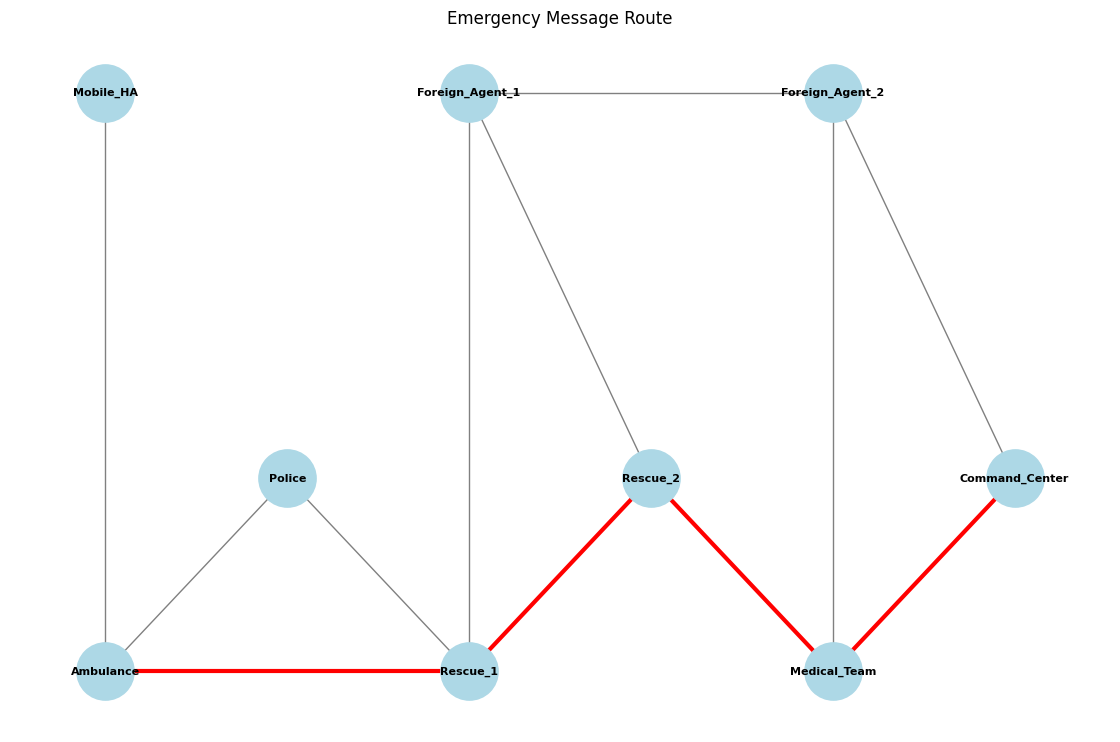 Emergency Message Route
Mobile_HA
Foreign_Agent_1
Foreign_Agent_2
Police
Rescue_2
Command_Center
Ambulance
Rescue_1
Medical_Team